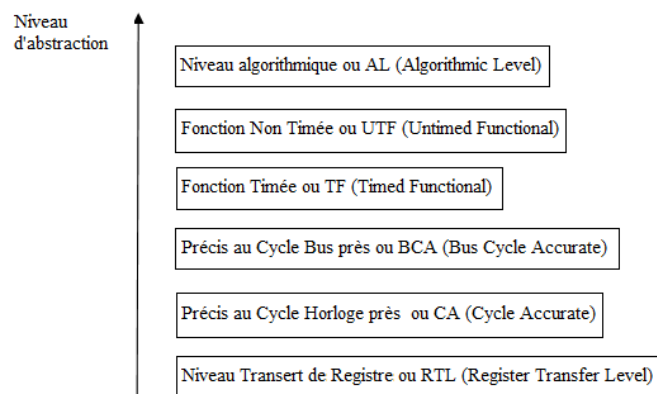 Niveau
d'abstraction
Niveau algorithmique ou AL (Algorithmic Level)
Fonction Non Timée ou UTF (Untimed Functional)
Fonction Timée ou TF (Timed Functional)
Précis au Cycle Bus près ou BCA (Bus Cycle Accurate)
Précis au Cycle Horloge près ou CA (Cycle Accurate)
Niveau Transert de Registre ou RTL (Register Transfer Level)